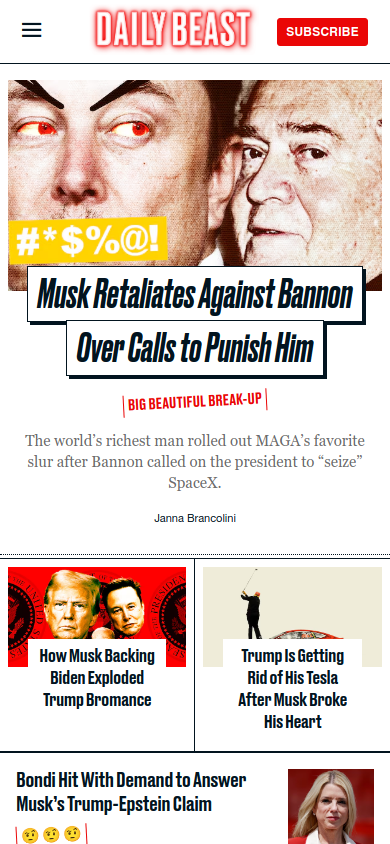 DAILY BEAST
SUBSCRIBE
#*$%@!
Musk Retaliates Against Bannon
Over Calls to Punish Him
BIG BEAUTIFUL BREAK-UP
The world’s richest man rolled out MAGA’s favorite
slur after Bannon called on the president to “seize”
SpaceX.
Janna Brancolini
How Musk Backing
Biden Exploded
Trump Bromance
Trump Is Getting
Rid of His Tesla
After Musk Broke
His Heart
Bondi Hit With Demand to Answer
Musk’s Trump-Epstein Claim